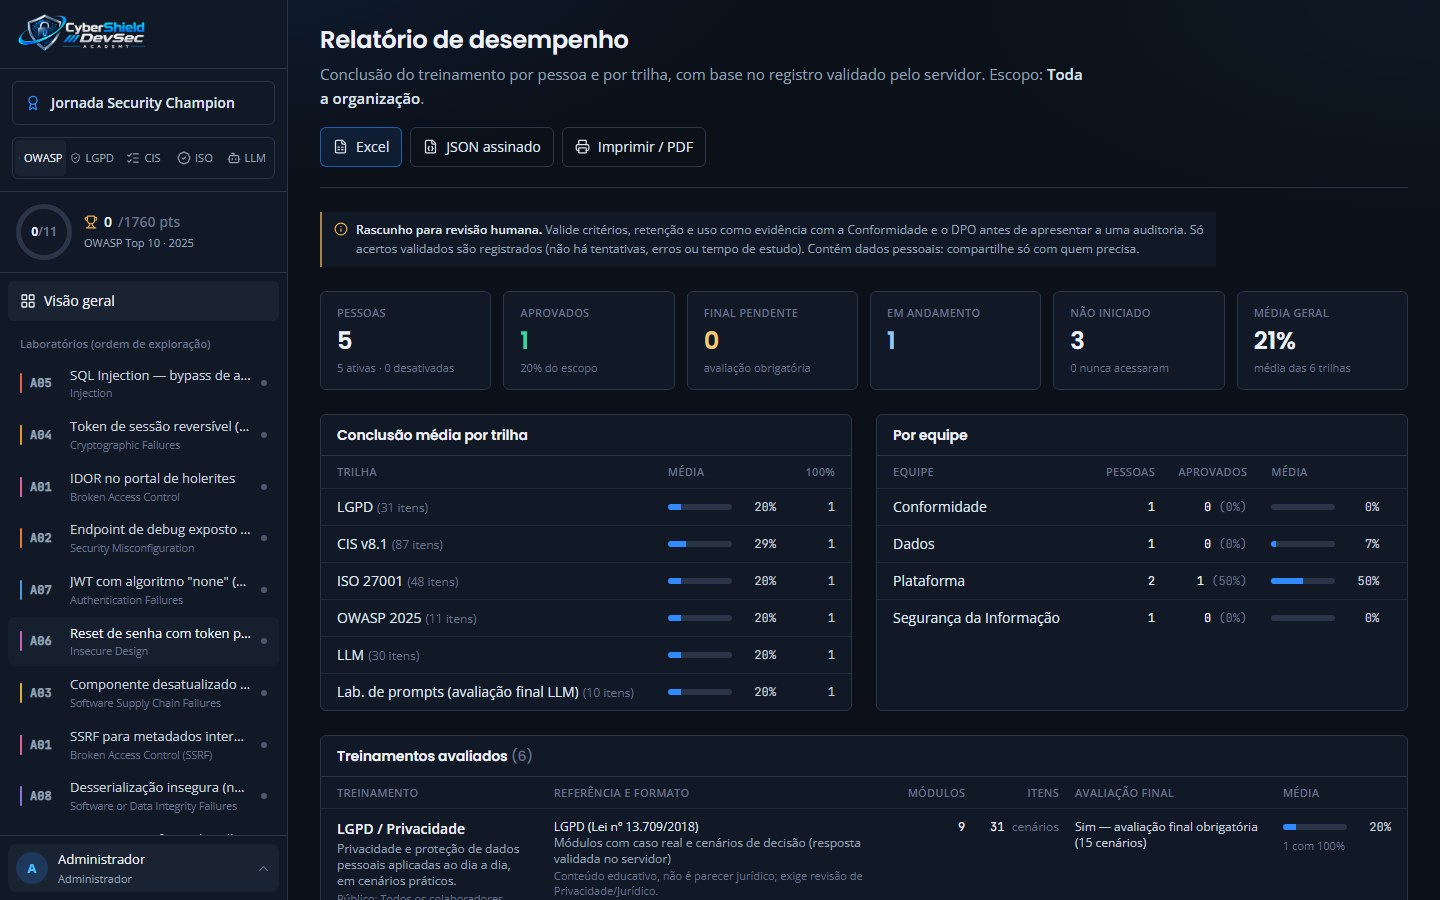 CyberShield
DevSec
ACADEMY
Jornada Security Champion
OWASP LGPD CIS ISO LLM
0/11
0 /1760 pts
OWASP Top 10 · 2025
Visão geral
Laboratórios (ordem de exploração)
A05 SQL Injection — bypass de a...
Injection
A04 Token de sessão reversível (...
Cryptographic Failures
A01 IDOR no portal de holerites
Broken Access Control
A02 Endpoint de debug exposto ...
Security Misconfiguration
A07 JWT com algoritmo "none" (...
Authentication Failures
A06 Reset de senha com token p...
Insecure Design
A03 Componente desatualizado ...
Software Supply Chain Failures
A01 SSRF para metadados inter...
Broken Access Control (SSRF)
A08 Desserialização insegura (n...
Software or Data Integrity Failures
A Administrador
Administrador
Relatório de desempenho
Conclusão do treinamento por pessoa e por trilha, com base no registro validado pelo servidor. Escopo: Toda
a organização.
Excel JSON assinado Imprimir / PDF
Rascunho para revisão humana. Valide critérios, retenção e uso como evidência com a Conformidade e o DPO antes de apresentar a uma auditoria. Só
acertos validados são registrados (não há tentativas, erros ou tempo de estudo). Contém dados pessoais: compartilhe só com quem precisa.
PESSOAS
5
5 ativas · 0 desativadas
APROVADOS
1
20% do escopo
FINAL PENDENTE
0
avaliação obrigatória
EM ANDAMENTO
1
NÃO INICIADO
3
0 nunca acessaram
MÉDIA GERAL
21%
média das 6 trilhas
Conclusão média por trilha
TRILHA MÉDIA 100%
LGPD (31 itens) 20% 1
CIS v8.1 (87 itens) 29% 1
ISO 27001 (48 itens) 20% 1
OWASP 2025 (11 itens) 20% 1
LLM (30 itens) 20% 1
Lab. de prompts (avaliação final LLM) (10 itens) 20% 1
Por equipe
EQUIPE PESSOAS APROVADOS MÉDIA
Conformidade 1 0 (0%) 0%
Dados 1 0 (0%) 7%
Plataforma 2 1 (50%) 50%
Segurança da Informação 1 0 (0%) 0%
Treinamentos avaliados (6)
TREINAMENTO REFERÊNCIA E FORMATO MÓDULOS ITENS AVALIAÇÃO FINAL MÉDIA
LGPD / Privacidade
Privacidade e proteção de dados
pessoais aplicadas ao dia a dia,
em cenários práticos.
Público: Todos os colaboradores
LGPD (Lei nº 13.709/2018)
Módulos com caso real e cenários de decisão (resposta
validada no servidor)
Conteúdo educativo, não é parecer jurídico; exige revisão de
Privacidade/Jurídico.
9
31 cenários
Sim — avaliação final obrigatória
(15 cenários)
20%
1 com 100%